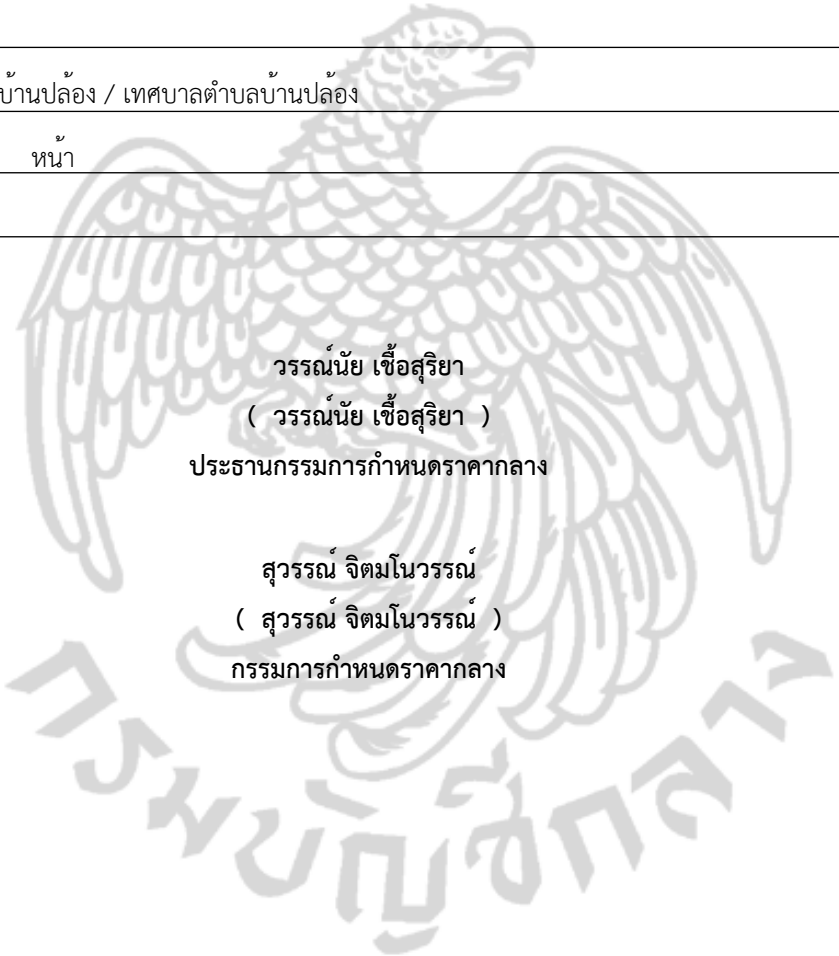 บ้านปล้อง / เทศบาลตำบลบ้านปล้อง
หน้า
วรรณ์นัย เชื้อสุริยา
( วรรณ์นัย เชื้อสุริยา )
ประธานกรรมการกำหนดราคากลาง
สุวรรณ์ จิตมโนวรรณ์
( สุวรรณ์ จิตมโนวรรณ์ )
กรรมการกำหนดราคากลาง
กรมบัญชีกลาง